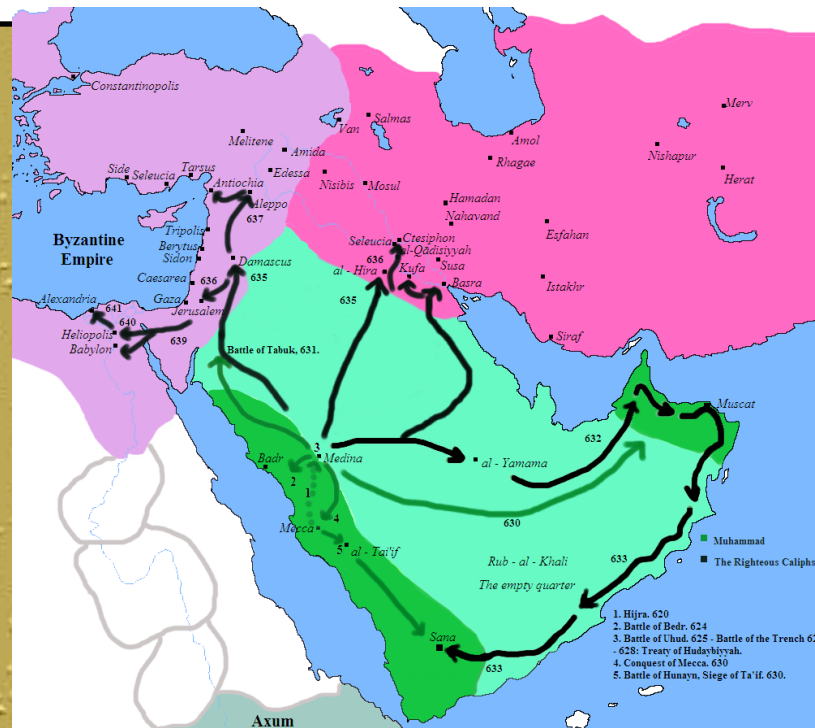 Constantinopolis
Merv
Salmas
Van
Amol
Melitene
Nishapur
Amida
Rhagae
Herat
Tarsus
Edessa
Side
Seleucia
Nisibis
Mosul
Antiochia
Aleppo
Hamadan
Nahavand
637
Esfahan
Tripolis
Ctesiphon
Byzantine
Empire
Berytus
Seleucia
al-Qādisiyyah
Sidon
Damascus
636
Susa
al - Hira
Kufa
Caesarea
636
635
Basra
Istakhr
Alexandria
Gaza
635
641
Jerusalem
640
Heliopolis
639
Siraf
Babylon
Battle of Tabuk, 631.
Muscat
632
3
Badr
Medina
al - Yamama
2
1
4
630
Mecca
Muhammad
5
al - Tai'if
633
Rub - al - Khali
The Righteous Caliphs
The empty quarter
1. Hijra. 620
2. Battle of Bedr. 624
Sana
3. Battle of Uhud. 625 - Battle of the Trench
- 628: Treaty of Hudaybiyyah.
4. Conquest of Mecca. 630
633
5. Battle of Hunayn, Siege of Ta'if. 630.
Axum